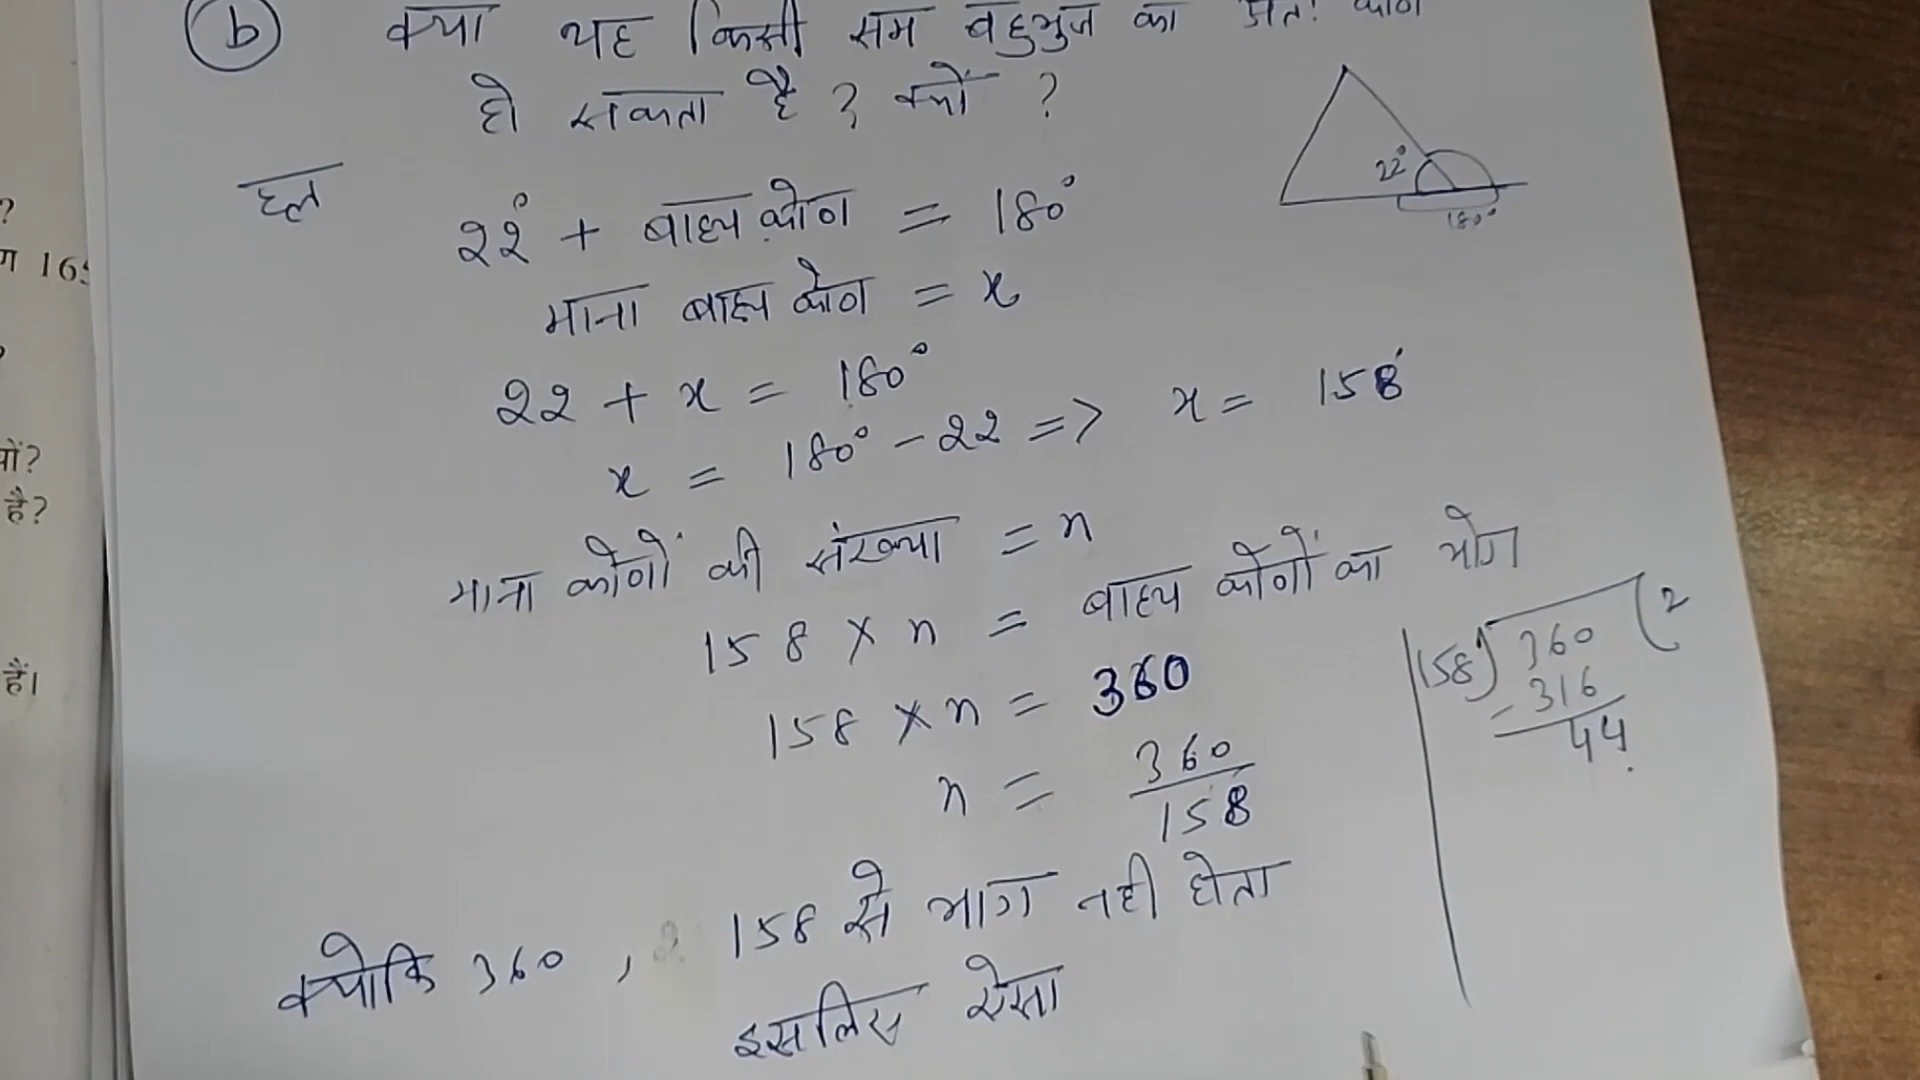 b क्या यह किसी सम बहुभुज का अंतः कोण
हो सकता है ? क्यों ?
हल
22° + बाह्य कोण = 180°
माना बाह्य कोण = x
22 + x = 180°
x = 180° - 22 => x = 158°
माना कोणों की संख्या = n
158 × n = बाह्य कोणों का योग
158 × n = 360
n = 360/158
क्योकि 360 , 158 से भाग नही होता
इसलिए ऐसा
22°
180°
158) 360 (2
- 316
44
?
165
है?
हैं।